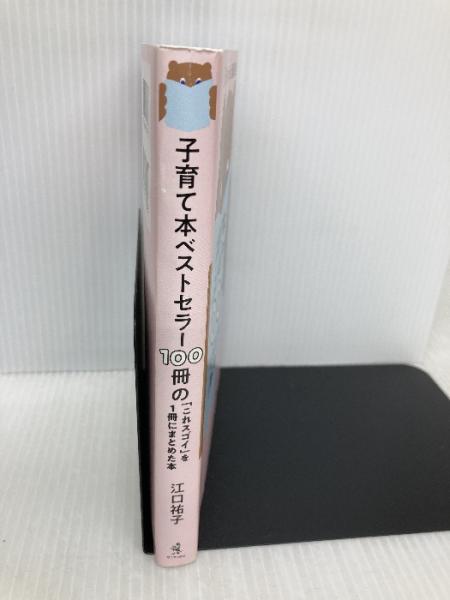 子育て本ベストセラー100冊の
「これスゴイ」を
1冊にまとめた本
江口祐子